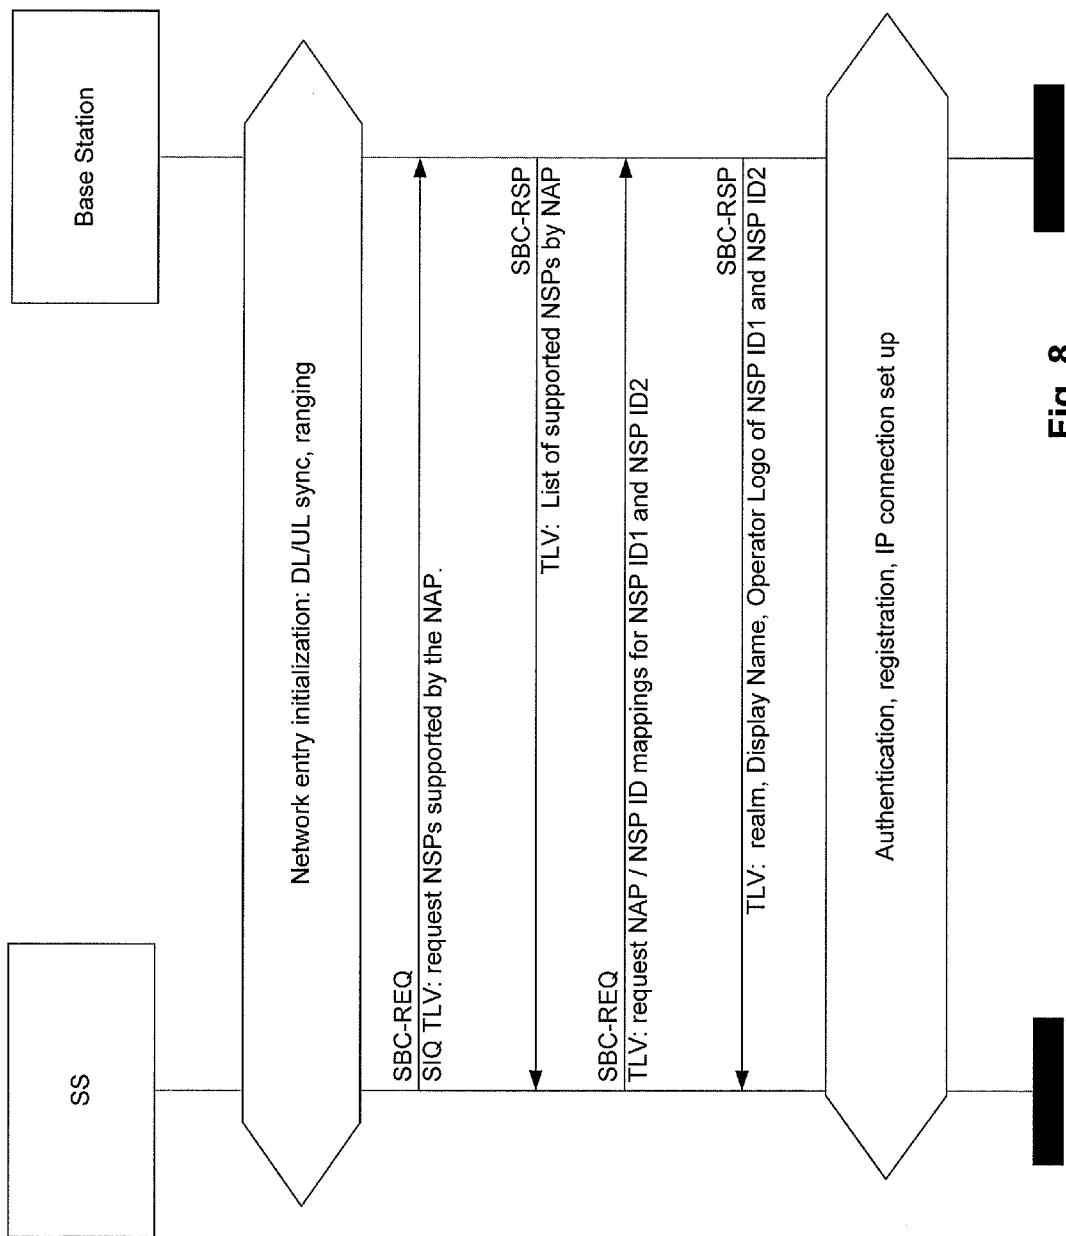 SS
Base Station
Network entry initialization: DL/UL sync, ranging
SBC-REQ
SIQ TLV: request NSPs supported by the NAP.
SBC-RSP
TLV: List of supported NSPs by NAP
SBC-REQ
TLV: request NAP / NSP ID mappings for NSP ID1 and NSP ID2
SBC-RSP
TLV: realm, Display Name, Operator Logo of NSP ID1 and NSP ID2
Authentication, registration, IP connection set up
Fig. 8